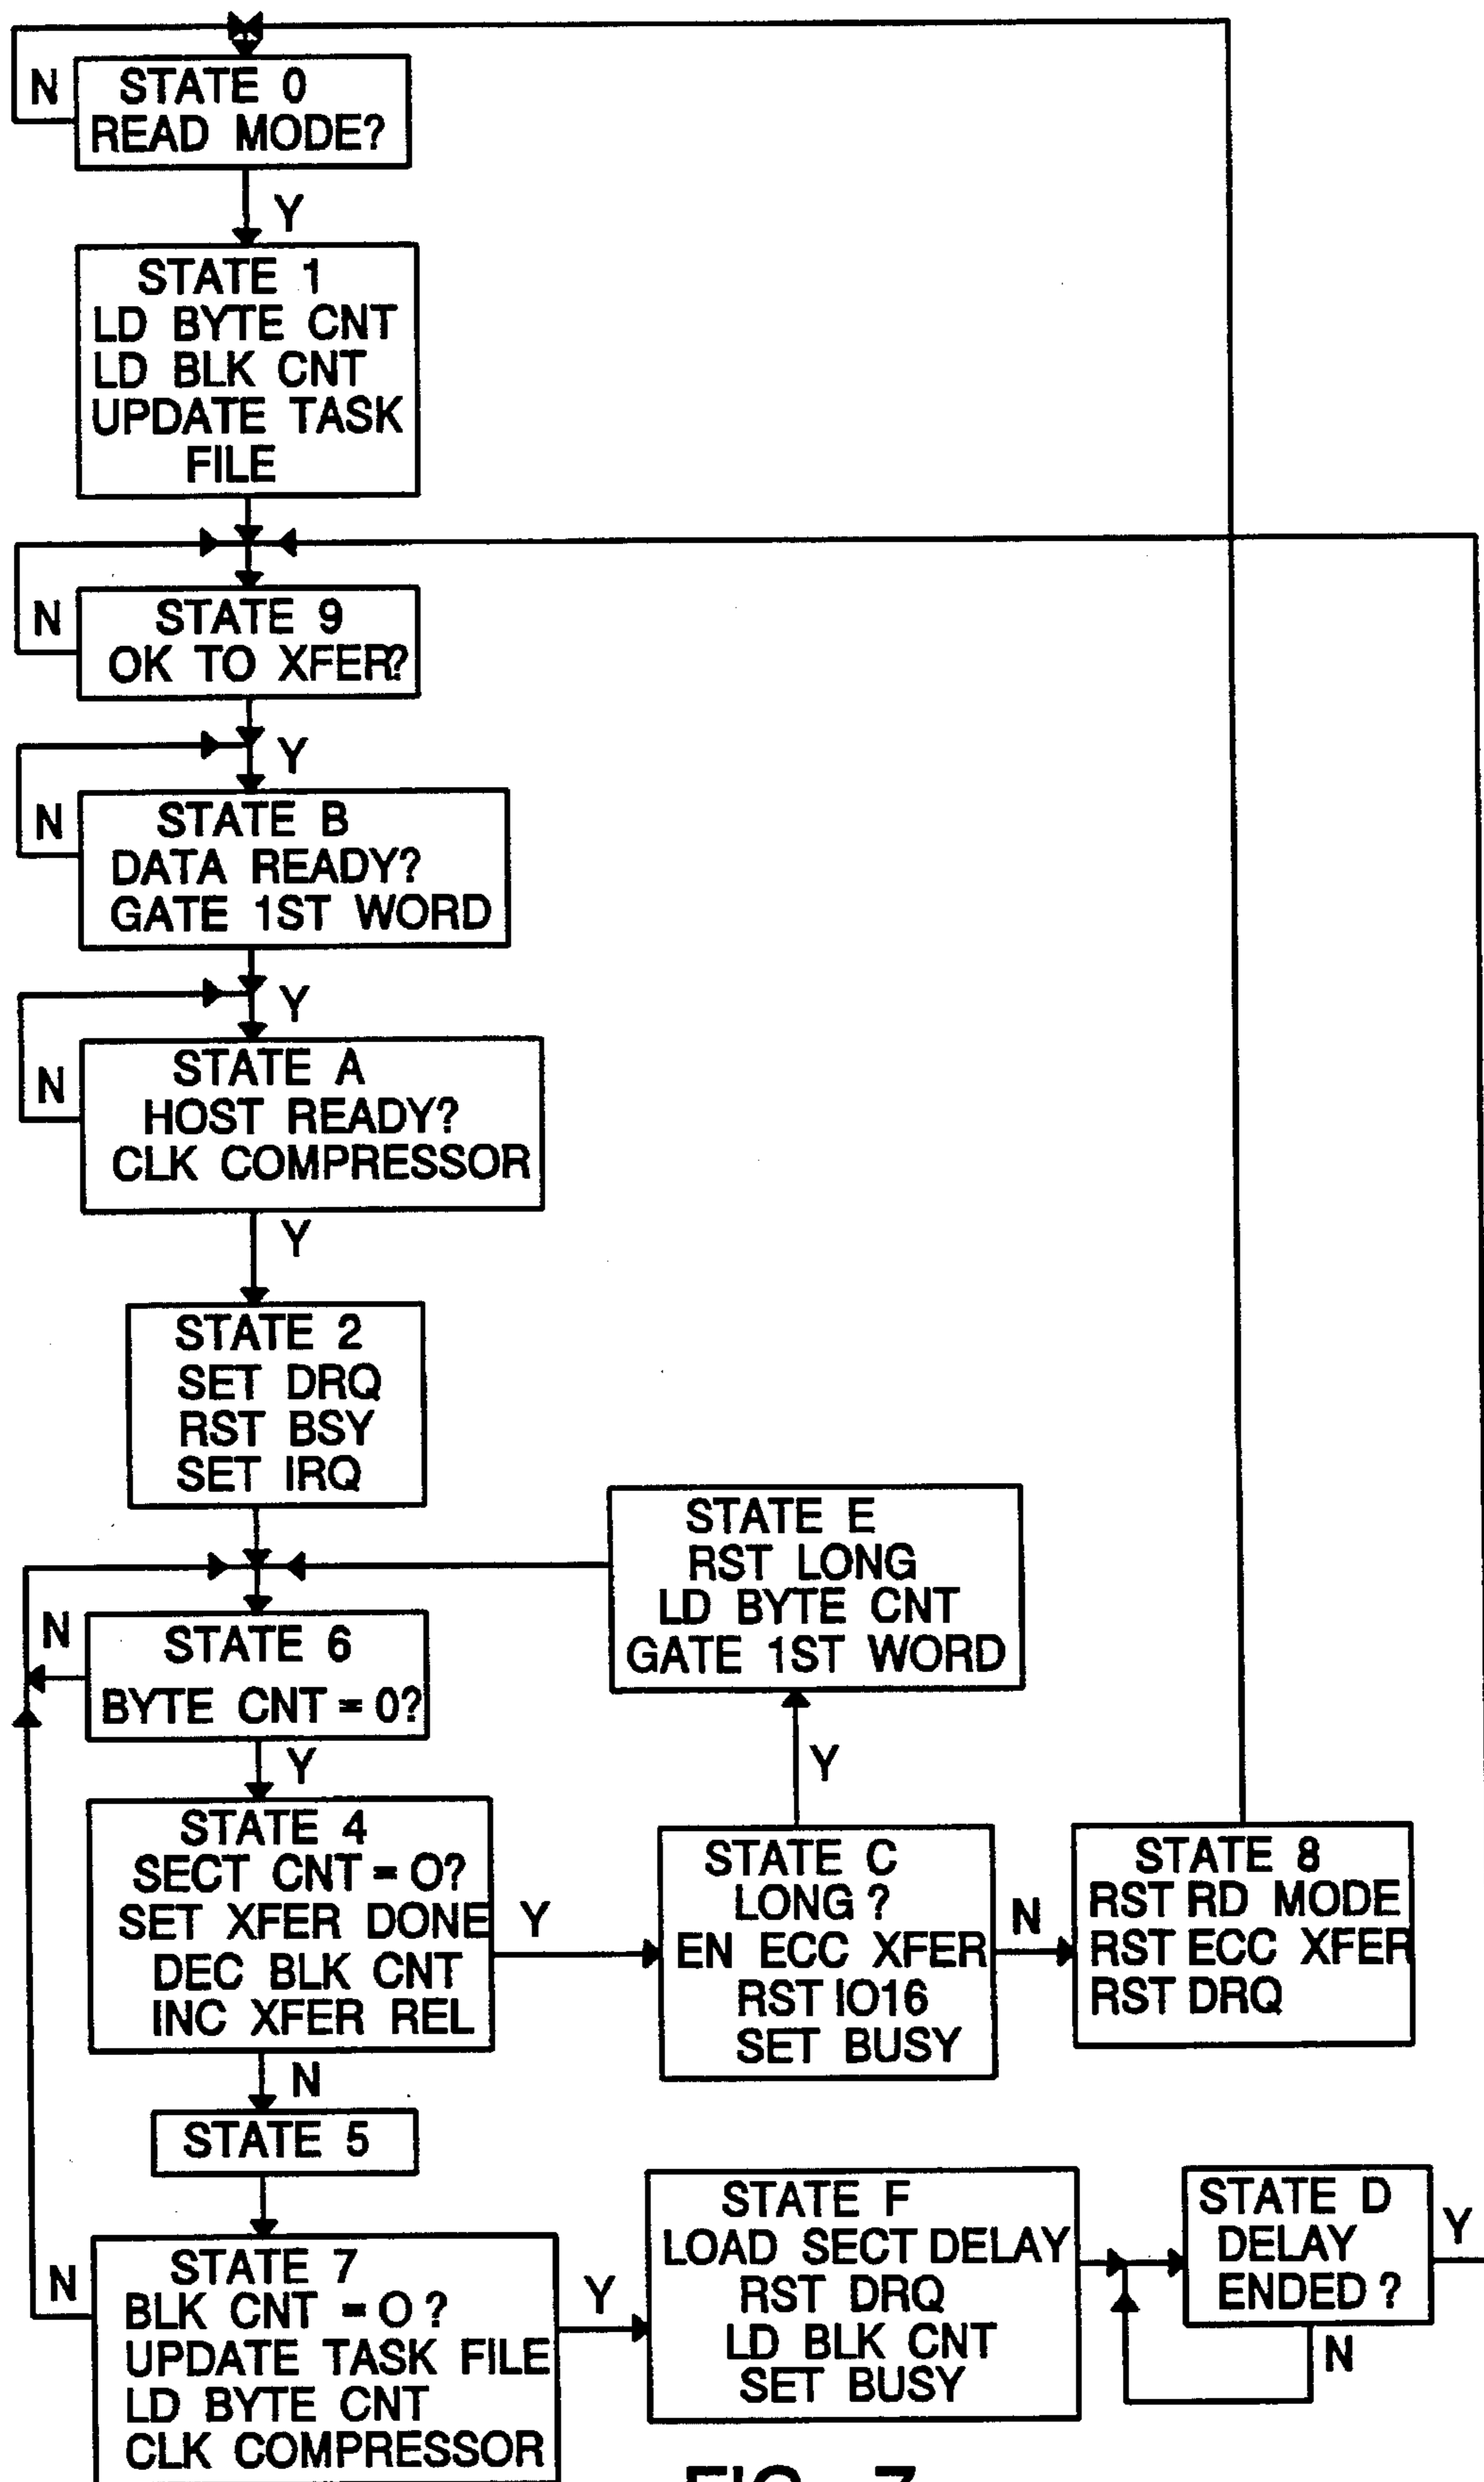 STATE 0
N
READ MODE?
Y
STATE 1
LD BYTE CNT
LD BLK CNT
UPDATE TASK
FILE
N
STATE 9
OK TO XFER?
Y
N
STATE B
DATA READY?
GATE 1ST WORD
Y
N
STATE A
HOST READY?
CLK COMPRESSOR
Y
STATE 2
SET DRQ
RST BSY
SET IRQ
STATE E
RST LONG
LD BYTE CNT
GATE 1ST WORD
N
STATE 6
BYTE CNT = 0?
Y
Y
STATE 4
SECT CNT = O?
SET XFER DONE
DEC BLK CNT
INC XFER REL
Y
STATE C
LONG ?
EN ECC XFER
RST IO16
SET BUSY
N
STATE 8
RST RD MODE
RST ECC XFER
RST DRQ
N
STATE 5
N
STATE 7
BLK CNT = O ?
UPDATE TASK FILE
LD BYTE CNT
CLK COMPRESSOR
Y
STATE F
LOAD SECT DELAY
RST DRQ
LD BLK CNT
SET BUSY
STATE D
DELAY
ENDED ?
Y
N